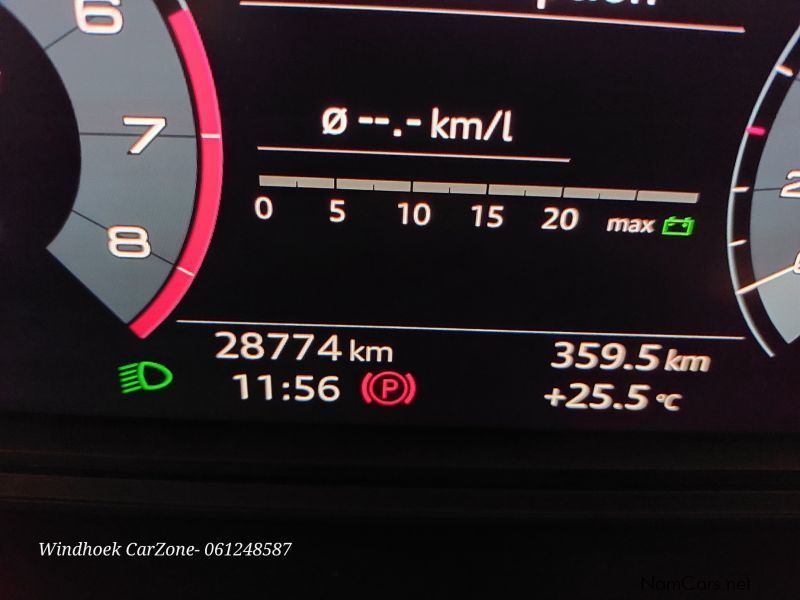 6
7
8
Ø --.- km/l
0 5 10 15 20 max
28774 km 359.5 km
11:56 (P) +25.5 °C
Windhoek CarZone- 061248587
NamCars.net